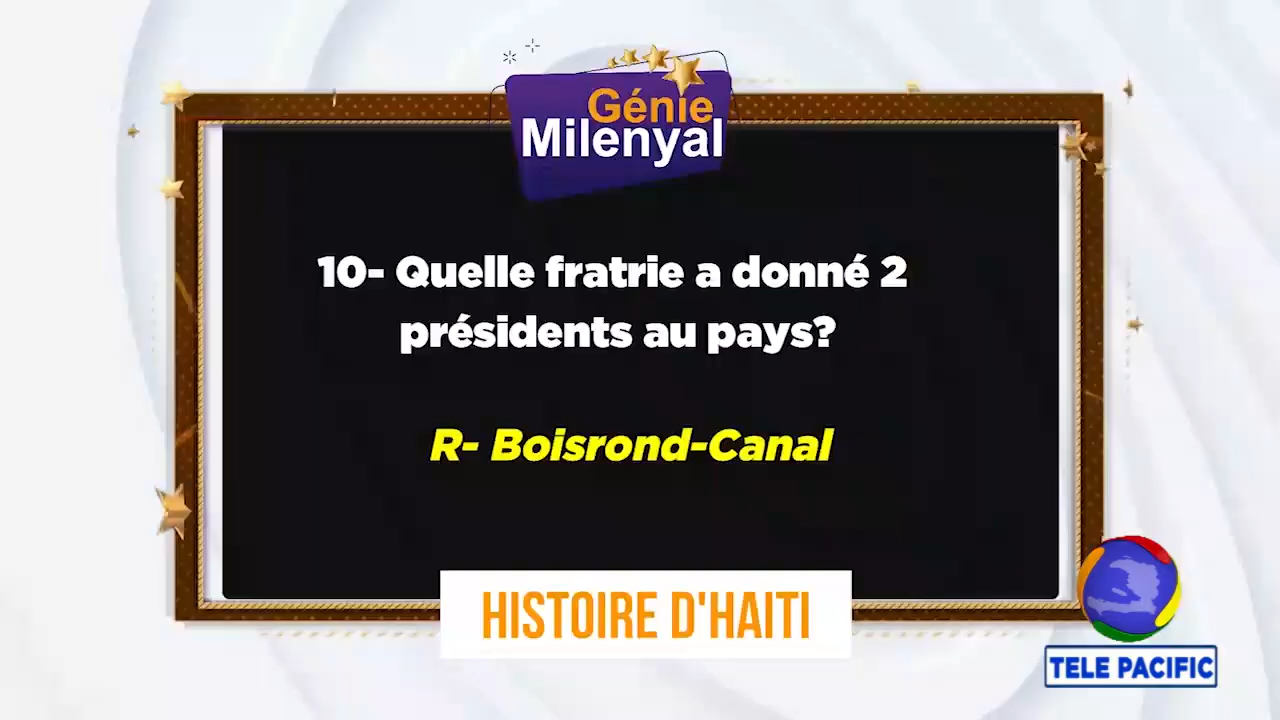 Génie
Milenyal
10- Quelle fratrie a donné 2
présidents au pays?
R- Boisrond-Canal
HISTOIRE D'HAITI
TELE PACIFIC